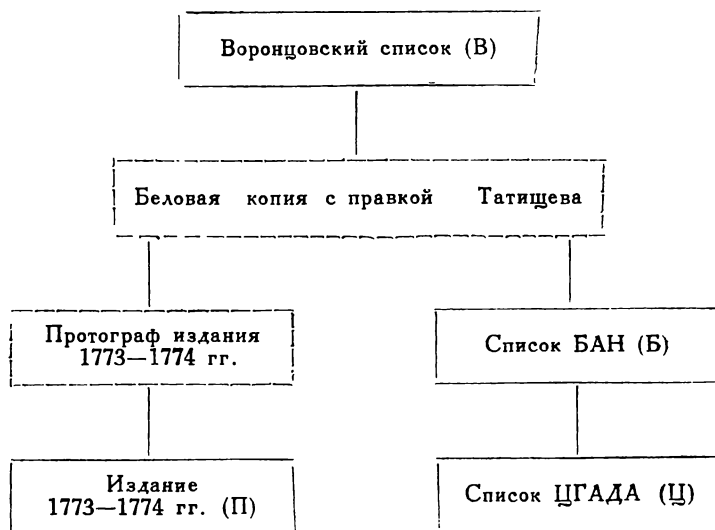 Воронцовский список (В)
Беловая копия с правкой Татищева
Протограф издания
1773—1774 гг.
Список БАН (Б)
Издание
1773—1774 гг. (П)
Список ЦГАДА (Ц)